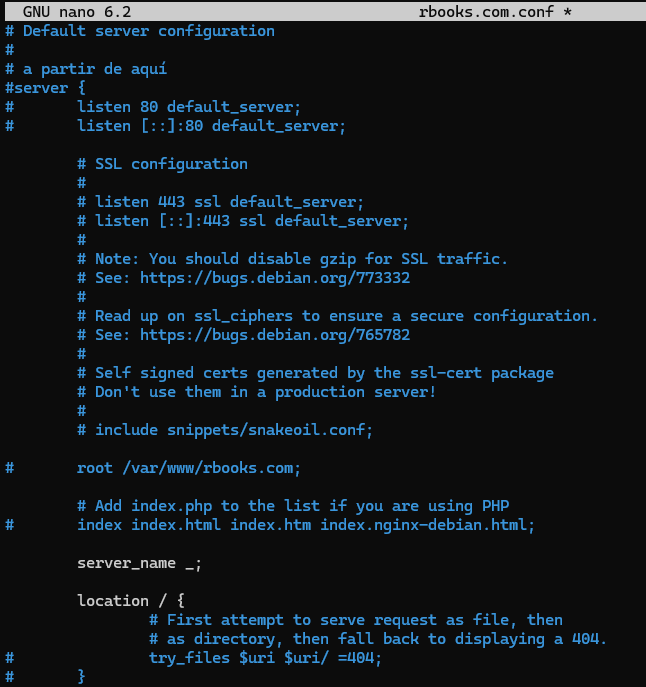 GNU nano 6.2 rbooks.com.conf *
# Default server configuration
#
# a partir de aquí
#server {
# listen 80 default_server;
# listen [::]:80 default_server;
# SSL configuration
#
# listen 443 ssl default_server;
# listen [::]:443 ssl default_server;
#
# Note: You should disable gzip for SSL traffic.
# See: https://bugs.debian.org/773332
#
# Read up on ssl_ciphers to ensure a secure configuration.
# See: https://bugs.debian.org/765782
#
# Self signed certs generated by the ssl-cert package
# Don't use them in a production server!
#
# include snippets/snakeoil.conf;
# root /var/www/rbooks.com;
# Add index.php to the list if you are using PHP
# index index.html index.htm index.nginx-debian.html;
server_name _;
location / {
# First attempt to serve request as file, then
# as directory, then fall back to displaying a 404.
# try_files $uri $uri/ =404;
# }